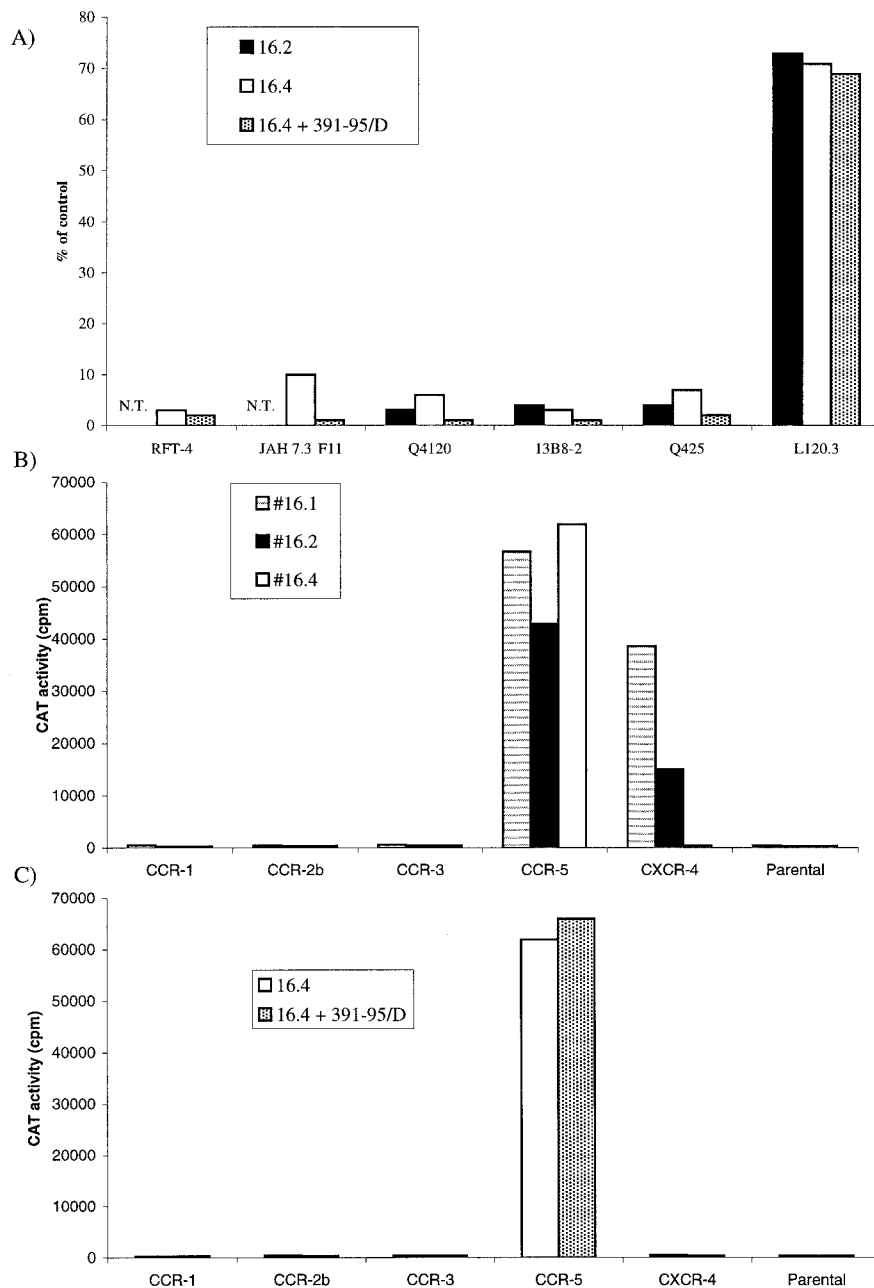 A)
80
70
60
50
40
30
20
10
0
% of control
16.2
16.4
16.4 + 391-95/D
N.T.
N.T.
RFT-4
JAH 7.3 F11
Q4120
13B8-2
Q425
L120.3
B)
70000
60000
50000
40000
30000
20000
10000
0
CAT activity (cpm)
#16.1
#16.2
#16.4
CCR-1
CCR-2b
CCR-3
CCR-5
CXCR-4
Parental
C)
70000
60000
50000
40000
30000
20000
10000
0
CAT activity (cpm)
16.4
16.4 + 391-95/D
CCR-1
CCR-2b
CCR-3
CCR-5
CXCR-4
Parental